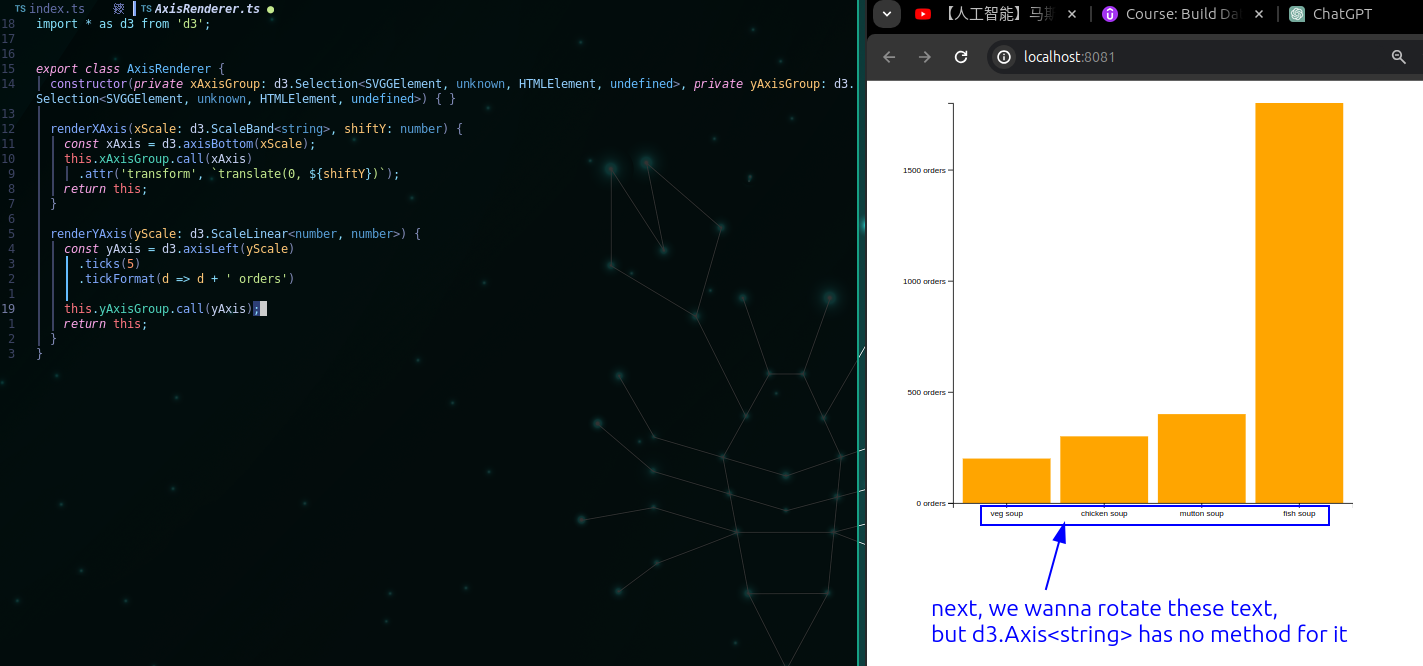 TS index.ts TS AxisRenderer.ts
18 import * as d3 from 'd3';
17
16
15 export class AxisRenderer {
14 constructor(private xAxisGroup: d3.Selection<SVGGElement, unknown, HTMLElement, undefined>, private yAxisGroup: d3.
Selection<SVGGElement, unknown, HTMLElement, undefined>) { }
13
12 renderXAxis(xScale: d3.ScaleBand<string>, shiftY: number) {
11 const xAxis = d3.axisBottom(xScale);
10 this.xAxisGroup.call(xAxis)
9 .attr('transform', `translate(0, ${shiftY})`);
8 return this;
7 }
6
5 renderYAxis(yScale: d3.ScaleLinear<number, number>) {
4 const yAxis = d3.axisLeft(yScale)
3 .ticks(5)
2 .tickFormat(d => d + ' orders')
1
19 this.yAxisGroup.call(yAxis);
1 return this;
2 }
3 }
【人工智能】马斯
Course: Build Da
ChatGPT
localhost:8081
1500 orders
1000 orders
500 orders
0 orders
veg soup chicken soup mutton soup fish soup
next, we wanna rotate these text,
but d3.Axis<string> has no method for it